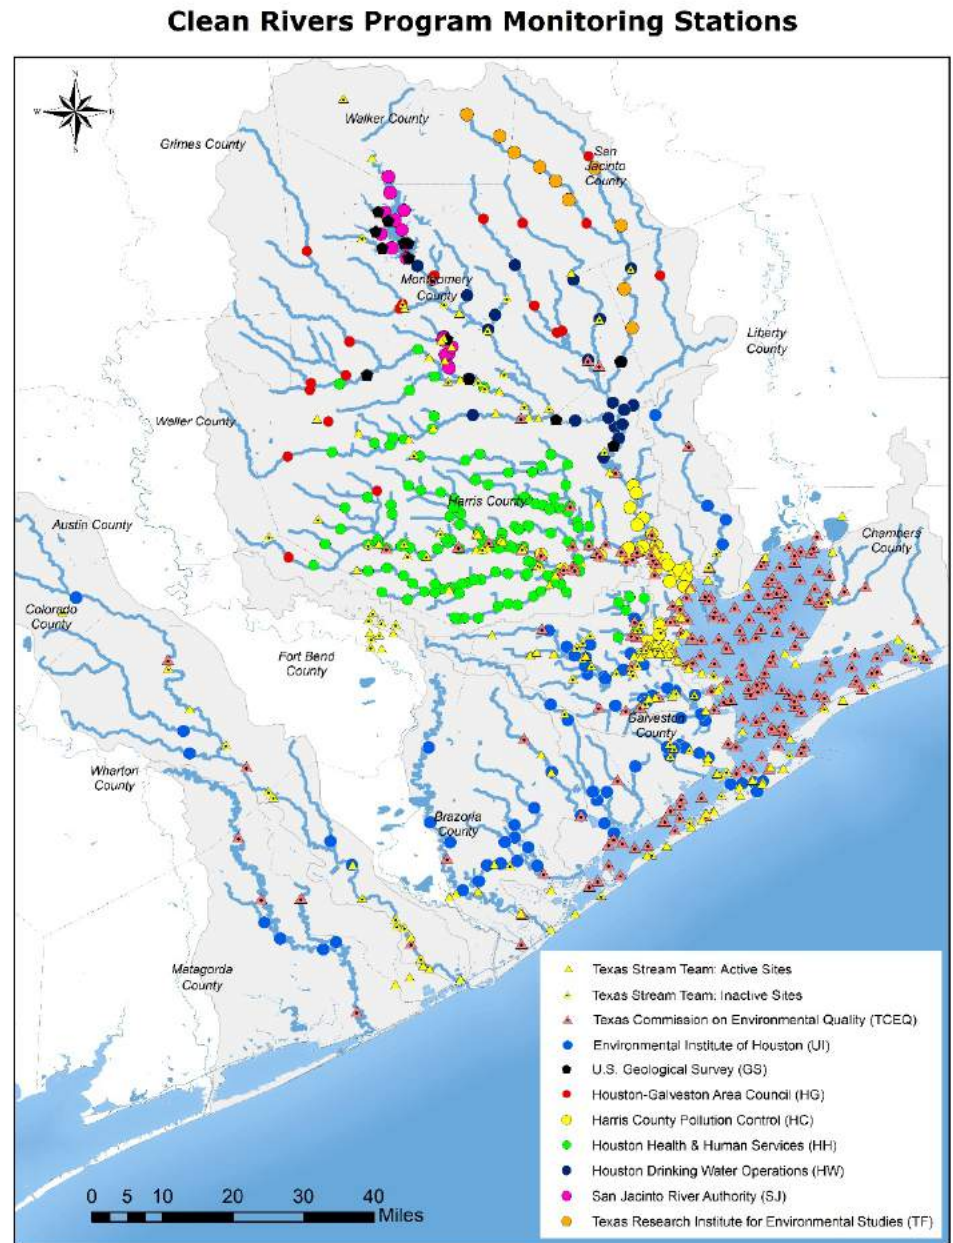 Clean Rivers Program Monitoring Stations
N
W
E
S
Walker County
Grimes County
San
Jacinto
County
Montgomery
County
Liberty
County
Waller County
Harris County
Austin County
Chambers
County
Colorado
County
Fort Bend
County
Galveston
County
Wharton
County
Brazoria
County
Matagorda
County
Texas Stream Team: Active Sites
Texas Stream Team: Inactive Sites
Texas Commission on Environmental Quality (TCEQ)
Environmental Institute of Houston (UI)
U.S. Geological Survey (GS)
Houston-Galveston Area Council (HG)
Harris County Pollution Control (HC)
Houston Health & Human Services (HH)
Houston Drinking Water Operations (HW)
San Jacinto River Authority (SJ)
Texas Research Institute for Environmental Studies (TF)
0 5 10 20 30 40
Miles